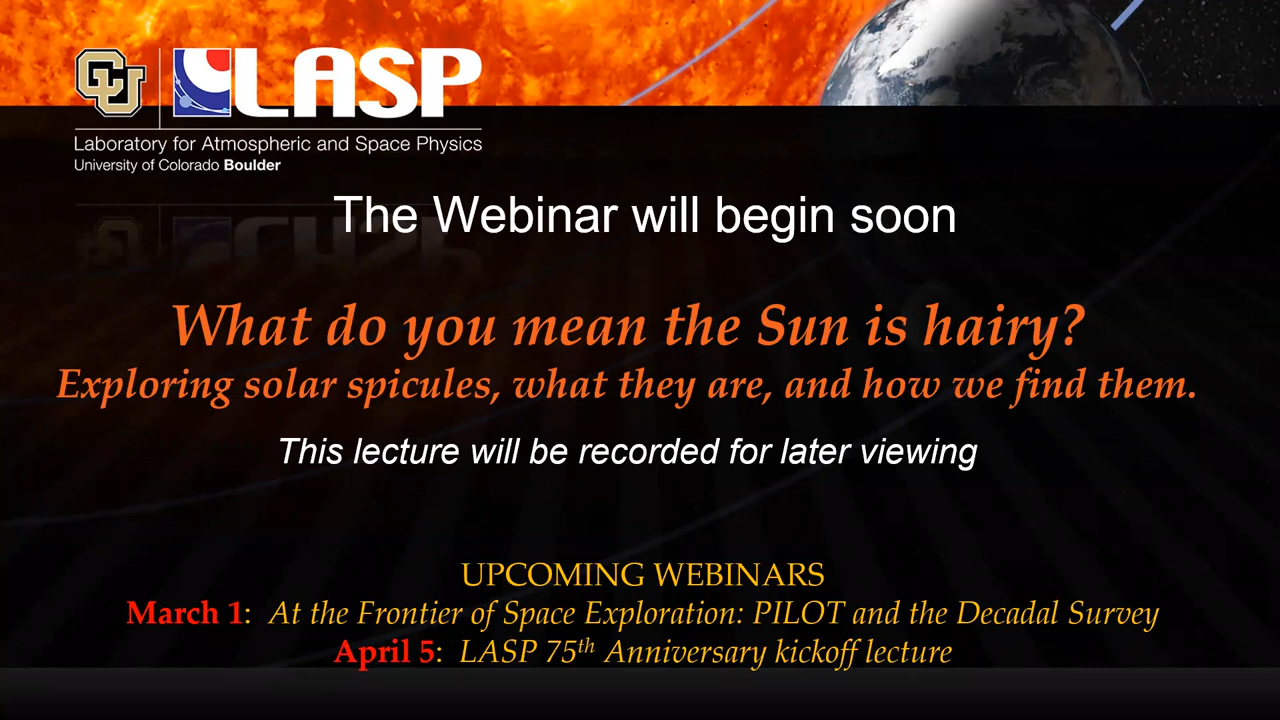 CU
LASP
Laboratory for Atmospheric and Space Physics
University of Colorado Boulder
The Webinar will begin soon
What do you mean the Sun is hairy?
Exploring solar spicules, what they are, and how we find them.
This lecture will be recorded for later viewing
UPCOMING WEBINARS
March 1: At the Frontier of Space Exploration: PILOT and the Decadal Survey
April 5: LASP 75th Anniversary kickoff lecture